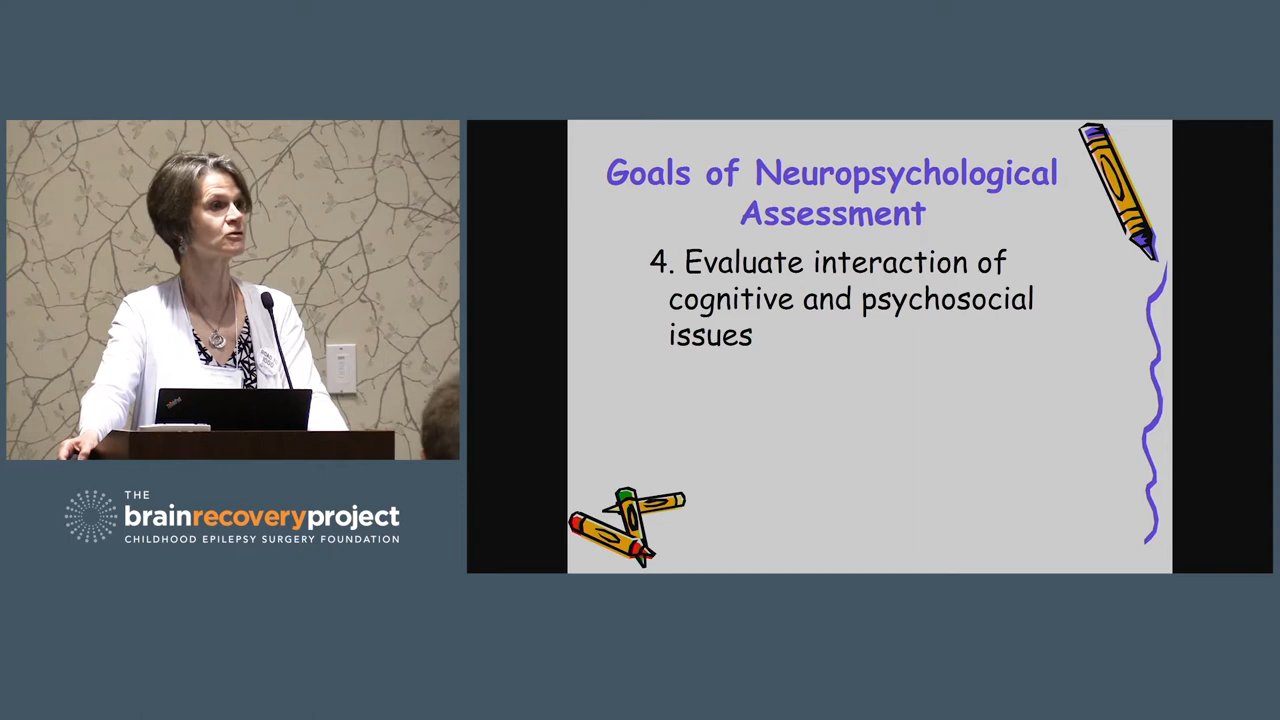 Goals of Neuropsychological
Assessment
4. Evaluate interaction of
cognitive and psychosocial
issues
THE
brainrecoveryproject
CHILDHOOD EPILEPSY SURGERY FOUNDATION